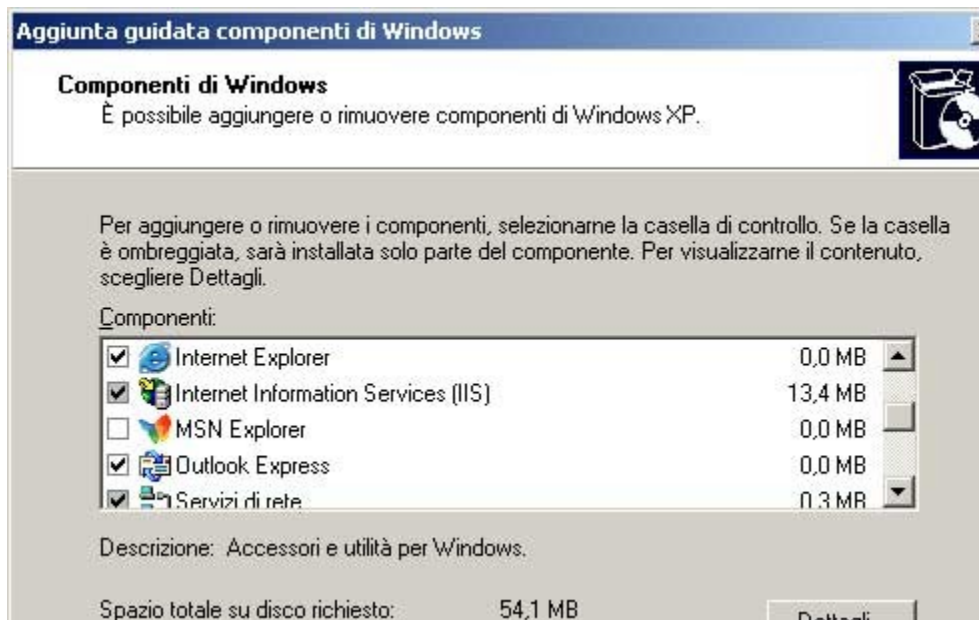 Aggiunta guidata componenti di Windows
Componenti di Windows
È possibile aggiungere o rimuovere componenti di Windows XP.
Per aggiungere o rimuovere i componenti, selezionarne la casella di controllo. Se la casella
è ombreggiata, sarà installata solo parte del componente. Per visualizzarne il contenuto,
scegliere Dettagli.
Componenti:
Internet Explorer 0,0 MB
Internet Information Services (IIS) 13,4 MB
MSN Explorer 0,0 MB
Outlook Express 0,0 MB
Servizi di rete 0,3 MB
Descrizione: Accessori e utilità per Windows.
Spazio totale su disco richiesto: 54,1 MB
Dettagli